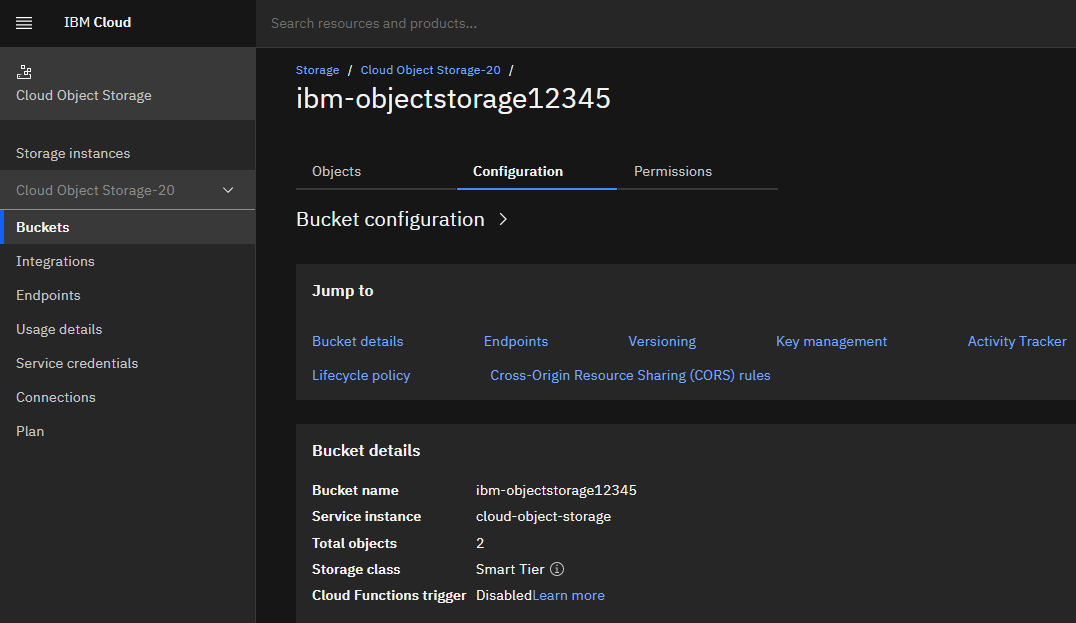 IBM Cloud
Search resources and products...
Cloud Object Storage
Storage instances
Cloud Object Storage-20
Buckets
Integrations
Endpoints
Usage details
Service credentials
Connections
Plan
Storage / Cloud Object Storage-20 /
ibm-objectstorage12345
Objects Configuration Permissions
Bucket configuration
Jump to
Bucket details Endpoints Versioning Key management Activity Tracker
Lifecycle policy Cross-Origin Resource Sharing (CORS) rules
Bucket details
Bucket name ibm-objectstorage12345
Service instance cloud-object-storage
Total objects 2
Storage class Smart Tier
Cloud Functions trigger DisabledLearn more